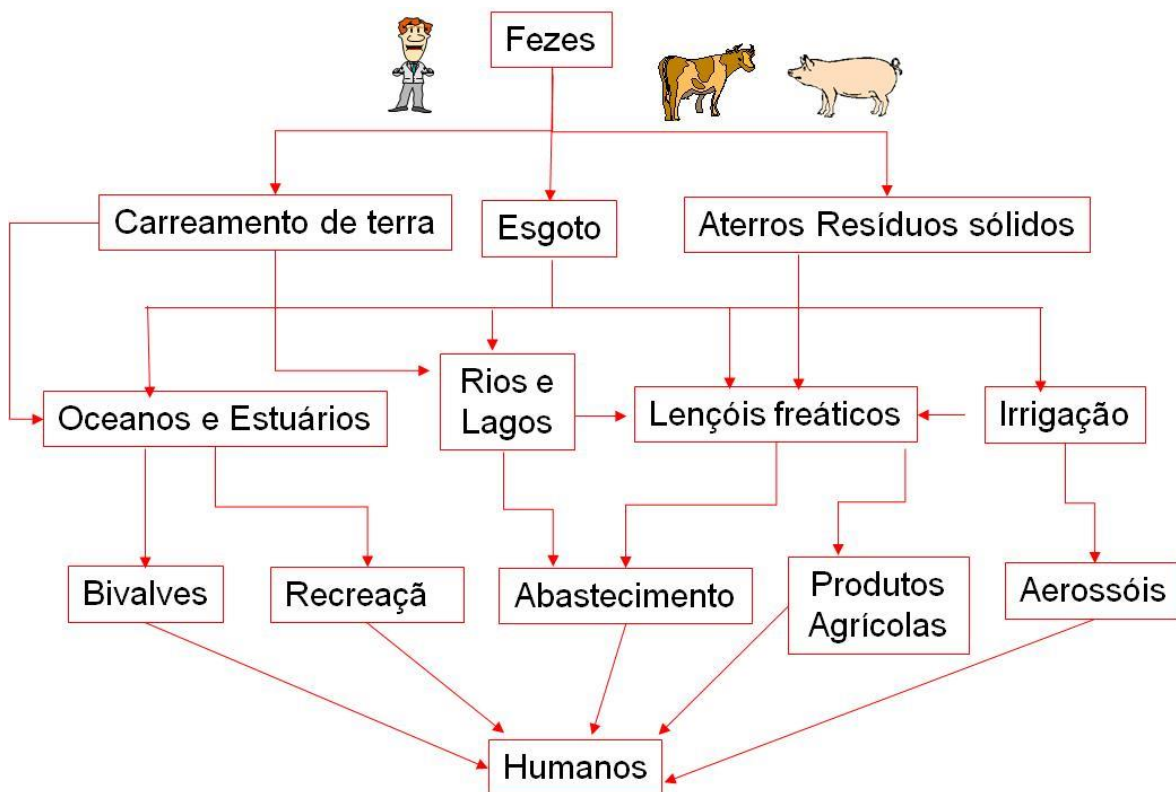 Fezes
Carreamento de terra
Esgoto
Aterros Resíduos sólidos
Oceanos e Estuários
Rios e
Lagos
Lençóis freáticos
Irrigação
Bivalves
Recreaçã
Abastecimento
Produtos
Agrícolas
Aerossóis
Humanos